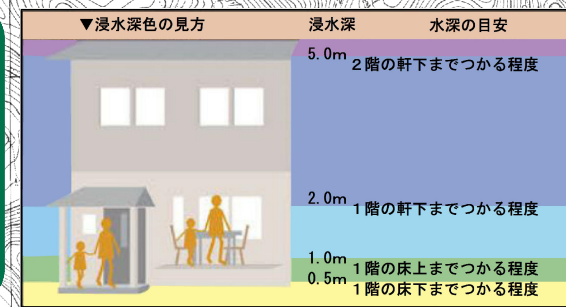 ▼浸水深色の見方 浸水深 水深の目安
5.0m 2階の軒下までつかる程度
2.0m 1階の軒下までつかる程度
1.0m 1階の床上までつかる程度
0.5m 1階の床下までつかる程度